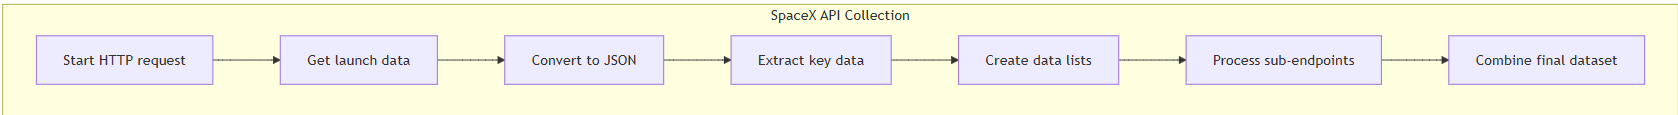 SpaceX API Collection
Start HTTP request
Get launch data
Convert to JSON
Extract key data
Create data lists
Process sub-endpoints
Combine final dataset